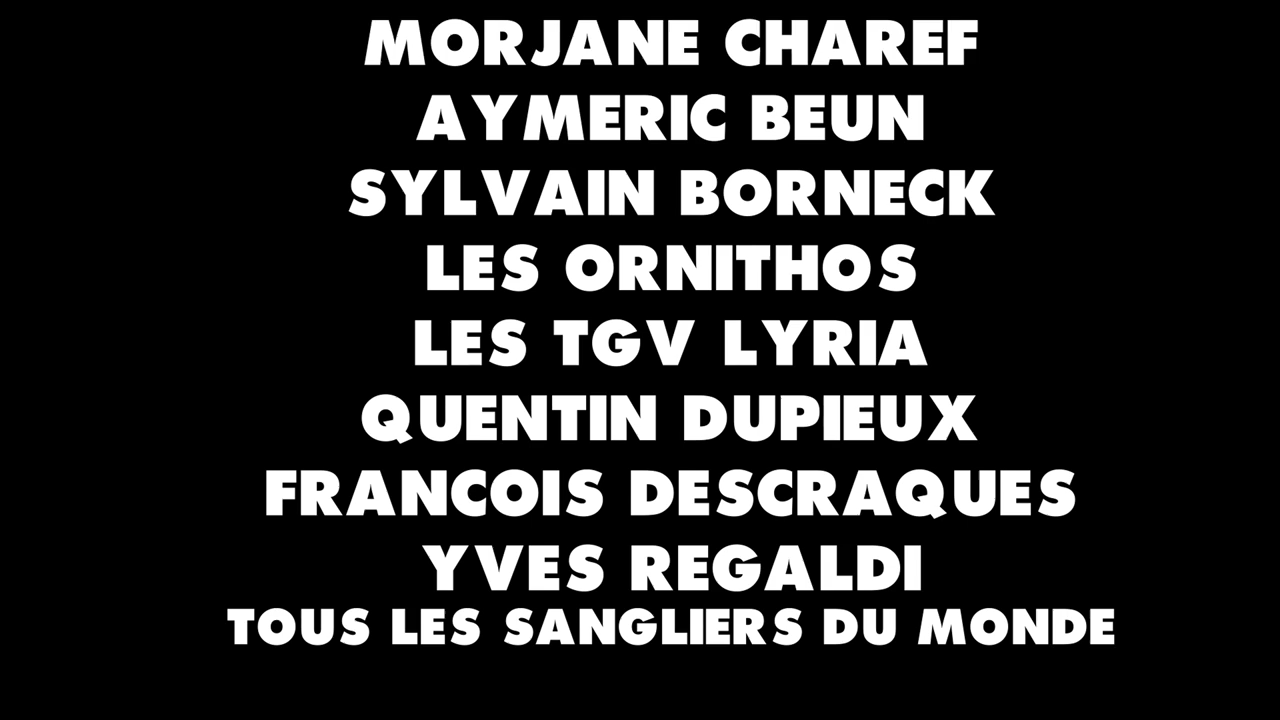 MORJANE CHAREF
AYMERIC BEUN
SYLVAIN BORNECK
LES ORNITHOS
LES TGV LYRIA
QUENTIN DUPIEUX
FRANCOIS DESCRAQUES
YVES REGALDI
TOUS LES SANGLIERS DU MONDE